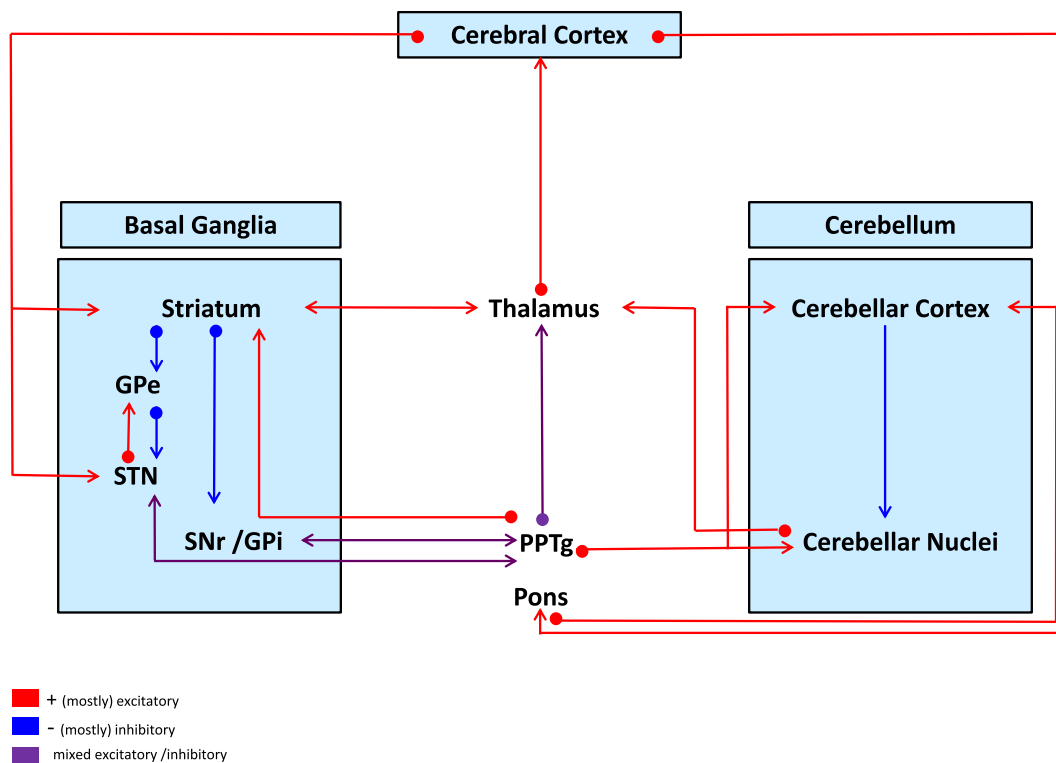 Cerebral Cortex
Basal Ganglia
Cerebellum
Striatum
Thalamus
Cerebellar Cortex
GPe
STN
SNr /GPi
PPTg
Cerebellar Nuclei
Pons
+ (mostly) excitatory
- (mostly) inhibitory
mixed excitatory /inhibitory